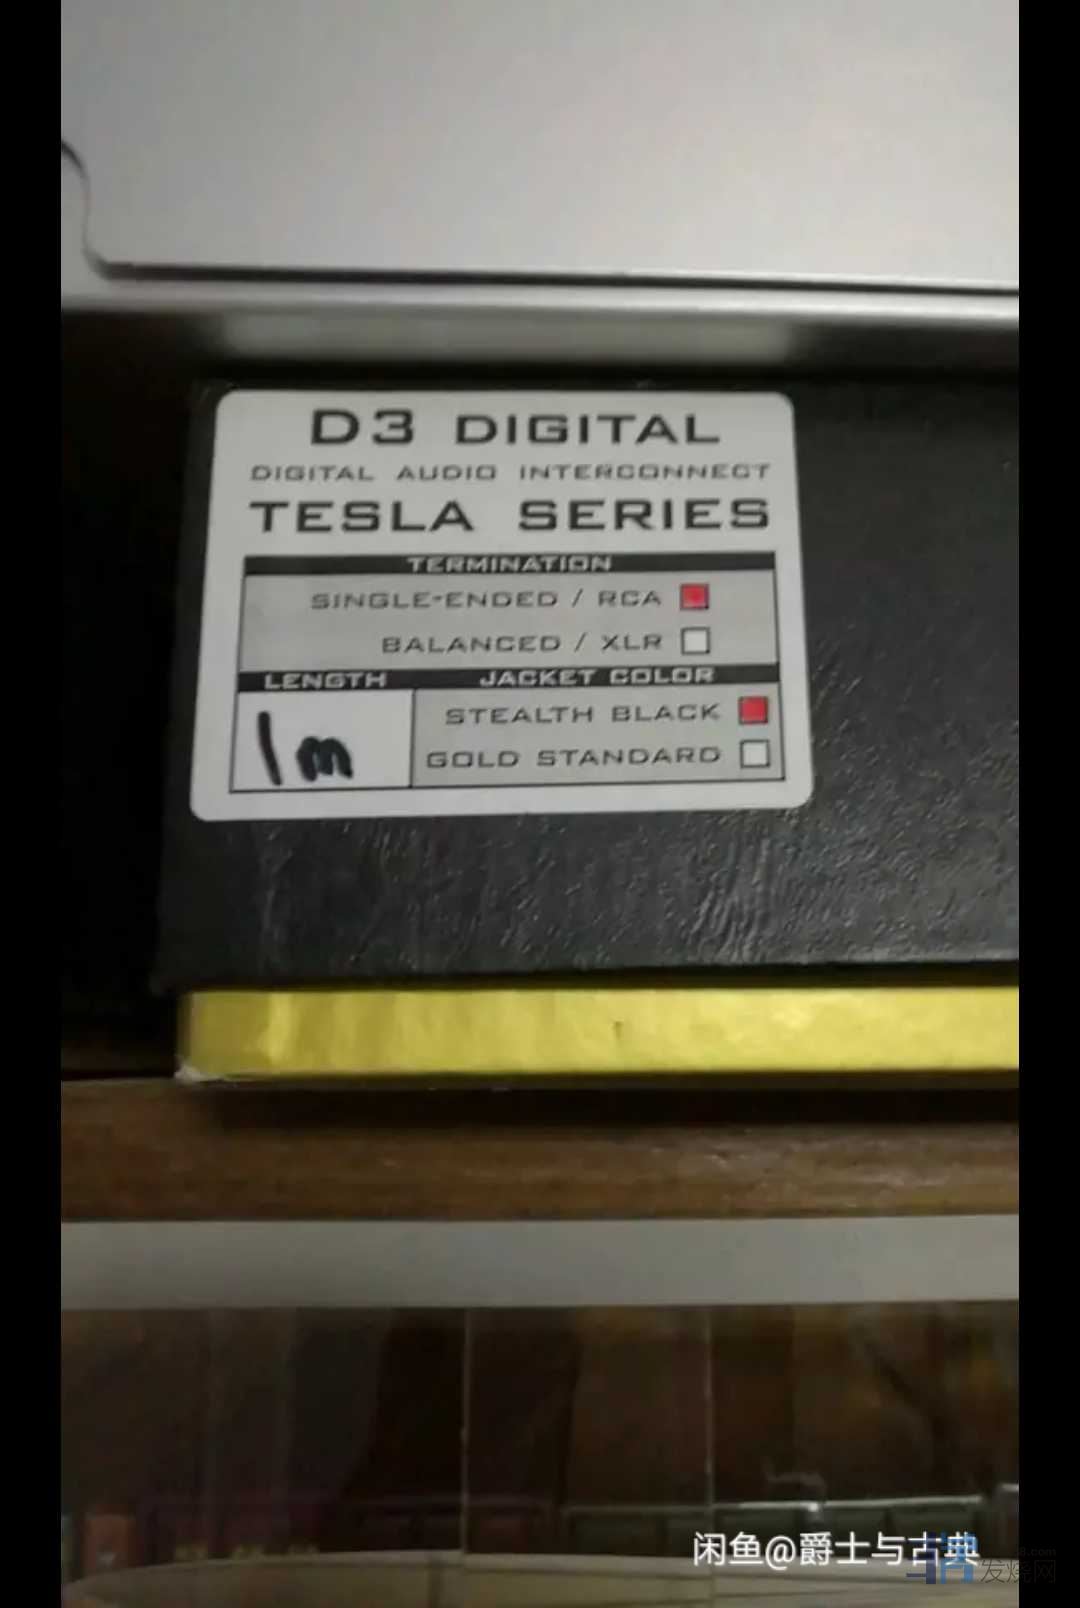 D3 DIGITAL
DIGITAL AUDIO INTERCONNECT
TESLA SERIES
TERMINATION
SINGLE-ENDED / RCA
BALANCED / XLR
LENGTH
JACKET COLOR
1m
STEALTH BLACK
GOLD STANDARD
闲鱼@爵士与古典
发烧网